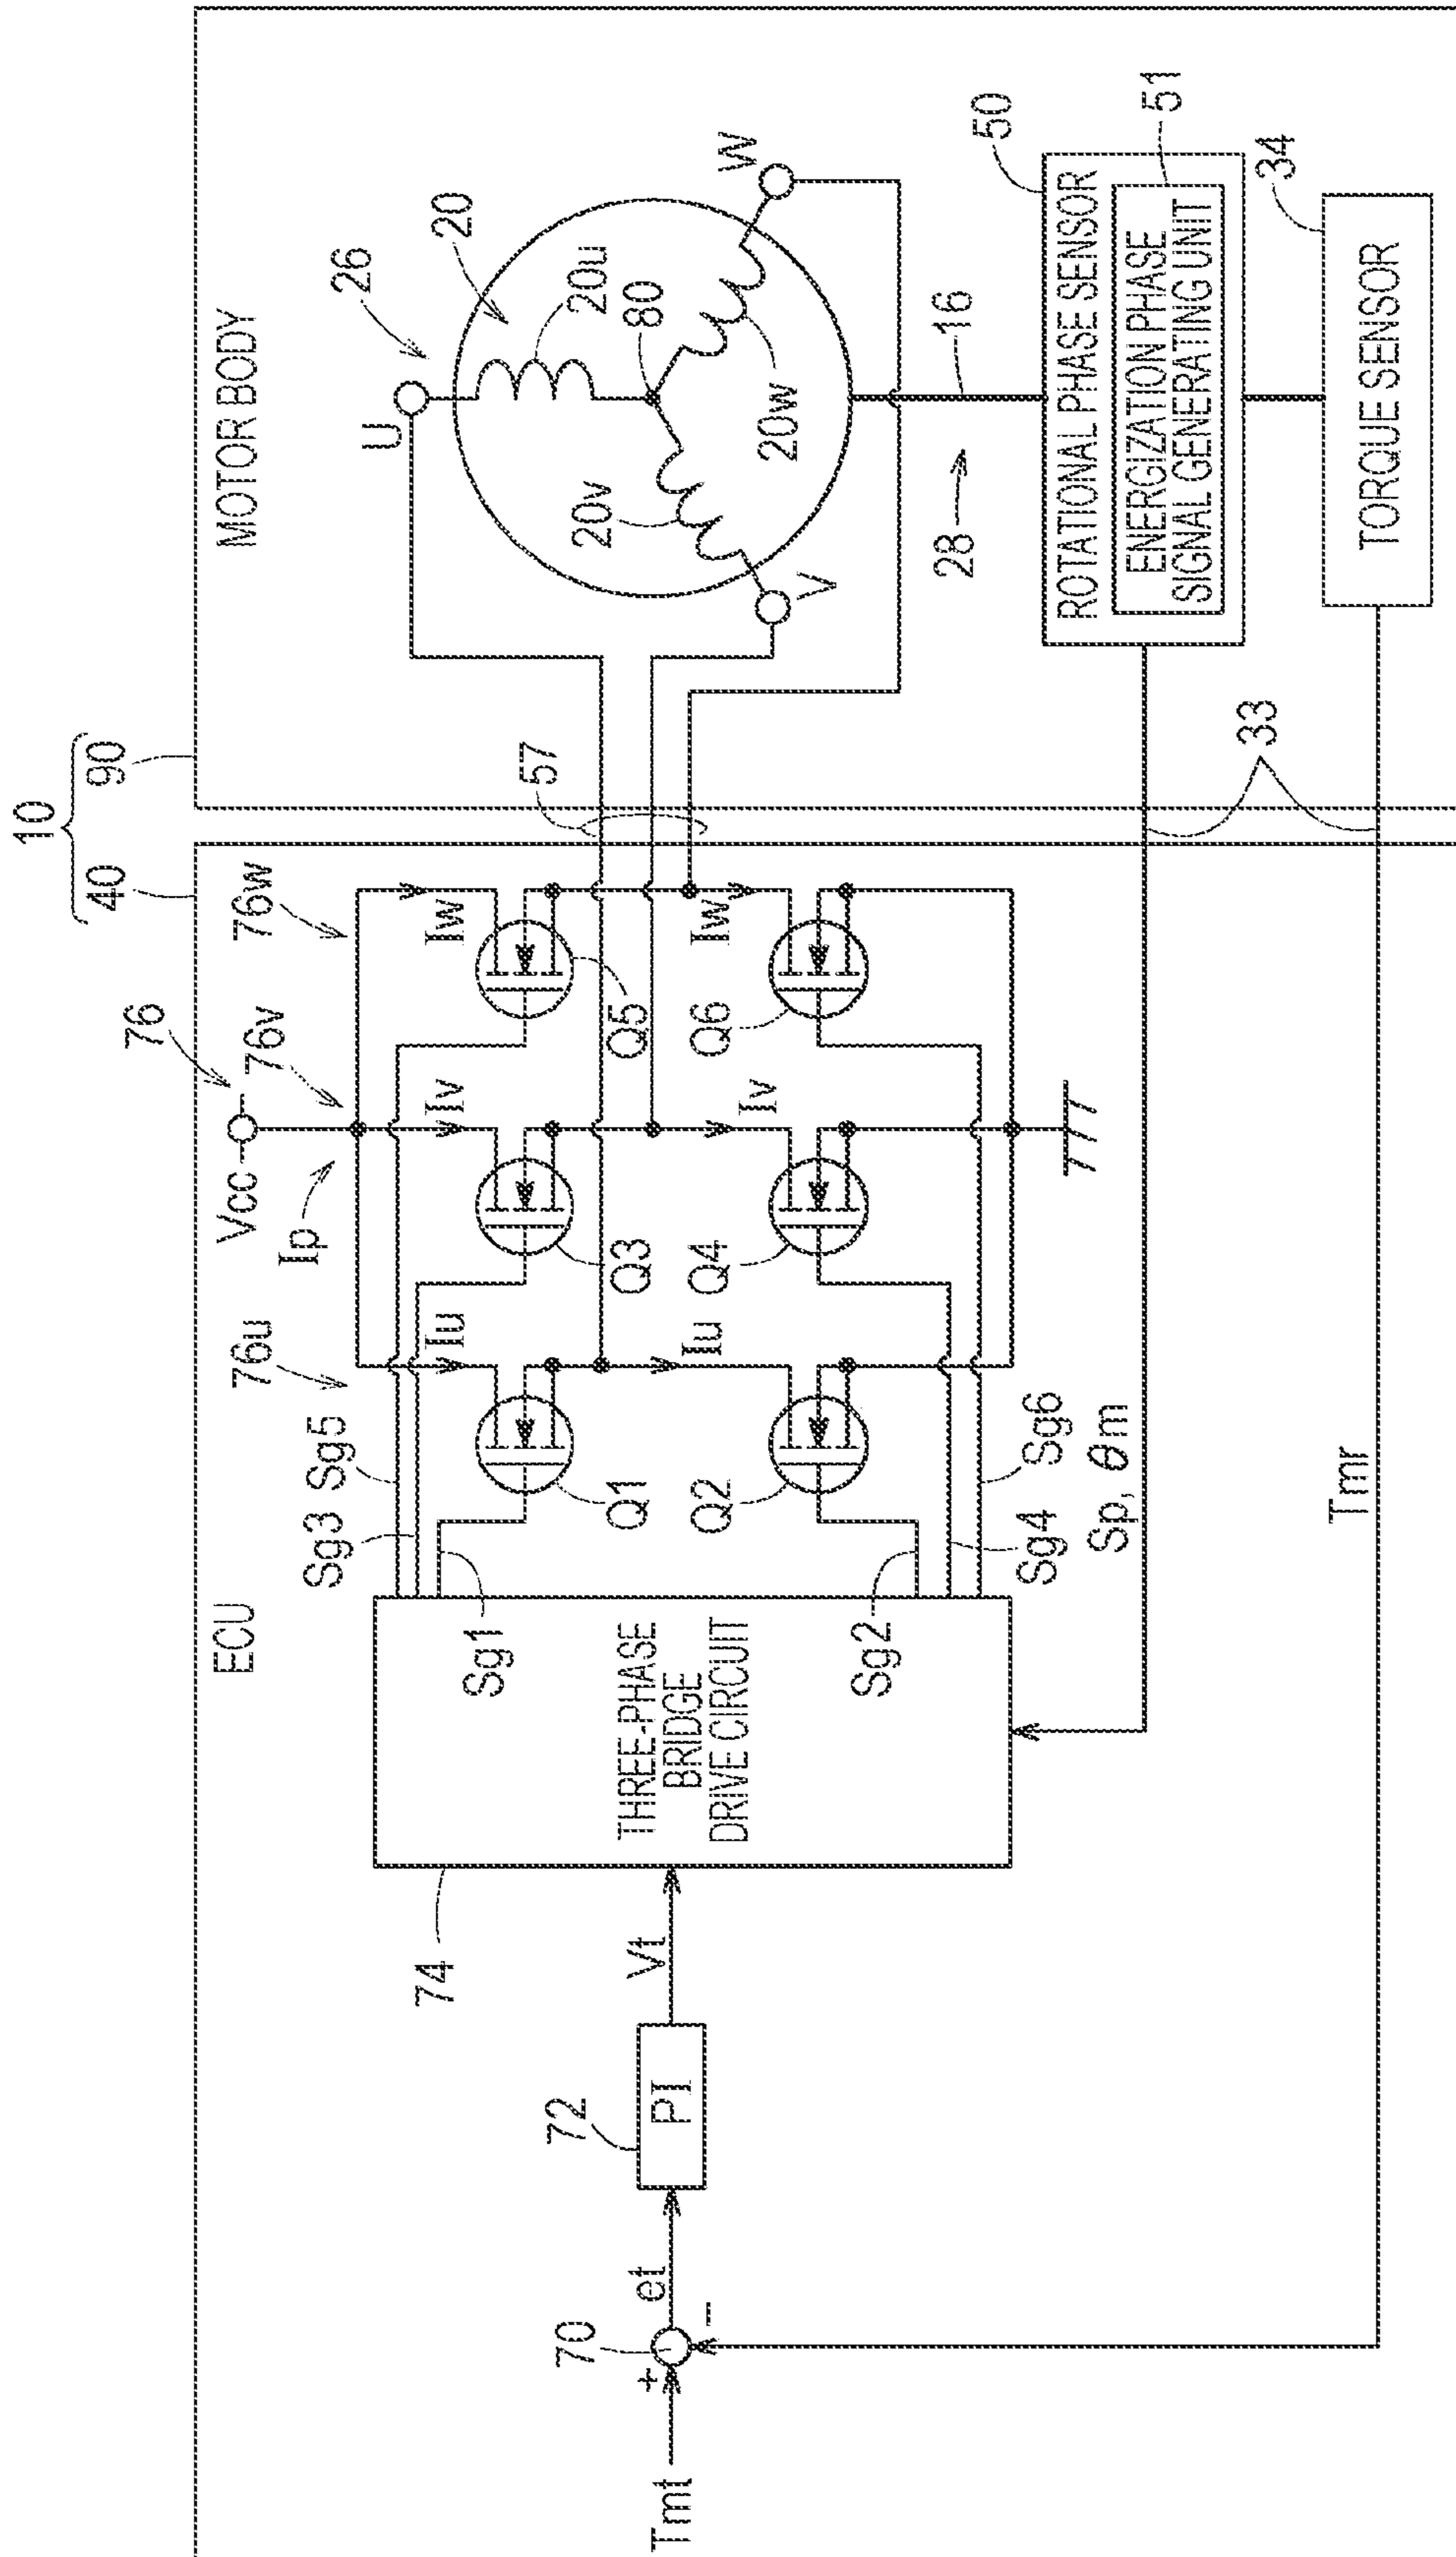 10
40
90
ECU
MOTOR BODY
76
Vcc
Ip
76u
76v
76w
Sg3
Sg5
Iu
Iv
Iw
Sg1
Q1
Q3
Q5
57
Iu
Iv
Iw
Q2
Q4
Q6
Sg2
Sg4
Sg6
Sp, θm
74
THREE-PHASE
BRIDGE
DRIVE CIRCUIT
Tmt
+
-
70
et
72
PI
Vt
26
20
U
20u
80
20v
20w
V
W
28
16
50
ROTATIONAL PHASE SENSOR
51
ENERGIZATION PHASE
SIGNAL GENERATING UNIT
33
34
TORQUE SENSOR
Tmr